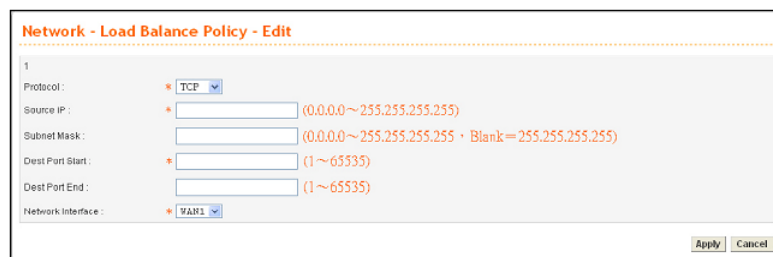 Network - Load Balance Policy - Edit
1
Protocol : * TCP
Source IP : * (0.0.0.0～255.255.255.255)
Subnet Mask : (0.0.0.0～255.255.255.255，Blank＝255.255.255.255)
Dest Port Start : * (1～65535)
Dest Port End : (1～65535)
Network Interface : * WAN1
Apply Cancel